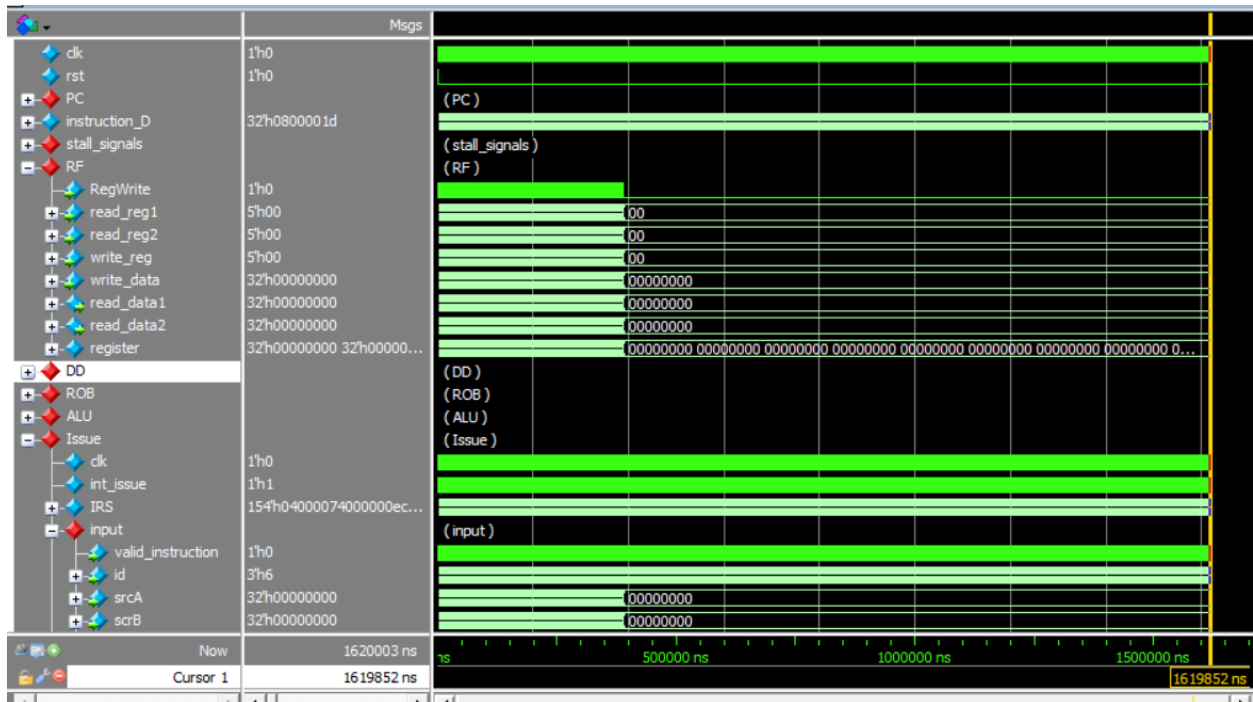 Msgs
clk 1'h0
rst 1'h0
PC (PC)
instruction_D 32'h0800001d
stall_signals (stall_signals)
RF (RF)
RegWrite 1'h0
read_reg1 5'h00 00
read_reg2 5'h00 00
write_reg 5'h00 00
write_data 32'h00000000 00000000
read_data1 32'h00000000 00000000
read_data2 32'h00000000 00000000
register 32'h00000000 32'h00000... 00000000 00000000 00000000 00000000 00000000 00000000 00000000 00000000 0...
DD (DD)
ROB (ROB)
ALU (ALU)
Issue (Issue)
clk 1'h0
int_issue 1'h1
IRS 154'h04000074000000ec...
input (input)
valid_instruction 1'h0
id 3'h6
srcA 32'h00000000 00000000
scrB 32'h00000000 00000000
Now 1620003 ns ns 500000 ns 1000000 ns 1500000 ns
Cursor 1 1619852 ns 1619852 ns